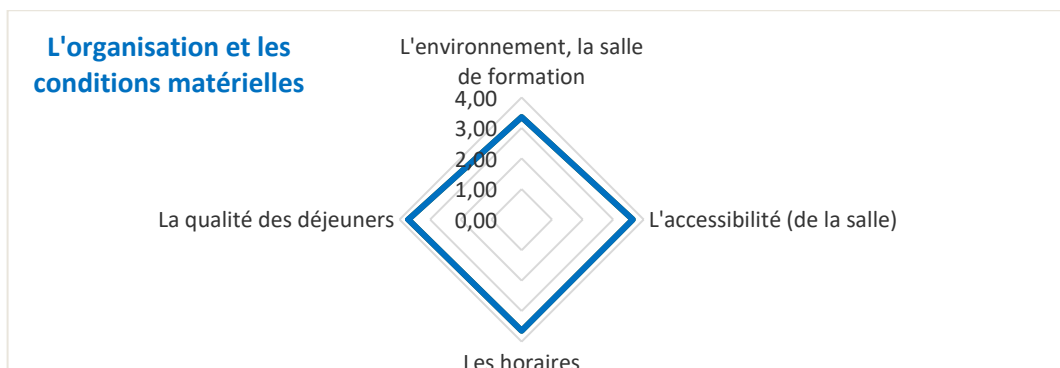 L'organisation et les
conditions matérielles
L'environnement, la salle
de formation
4,00
3,00
2,00
1,00
0,00
La qualité des déjeuners
L'accessibilité (de la salle)
Les horaires